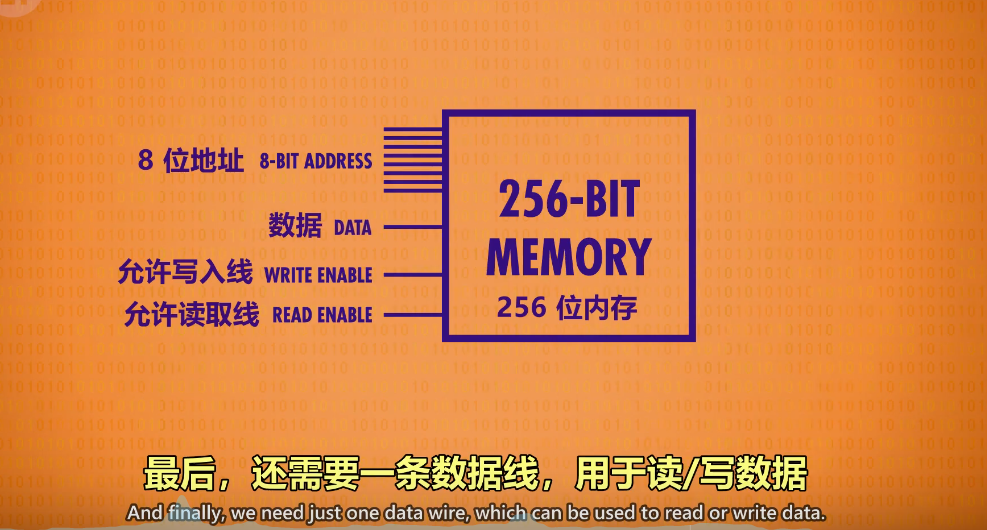 8 位地址 8-BIT ADDRESS
数据 DATA
允许写入线 WRITE ENABLE
允许读取线 READ ENABLE
256-BIT
MEMORY
256 位内存
最后，还需要一条数据线，用于读/写数据
And finally, we need just one data wire, which can be used to read or write data.